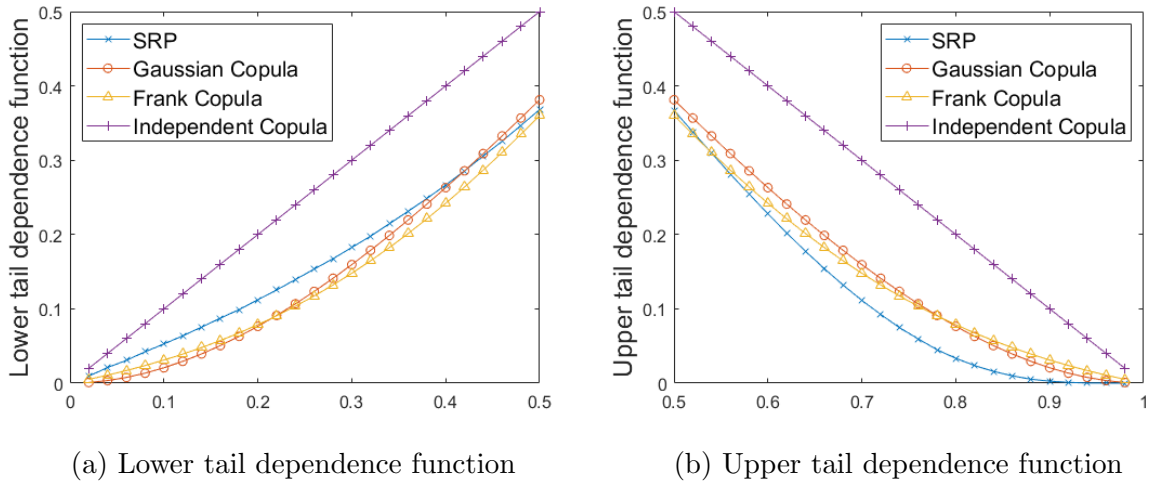 Lower tail dependence function
0.5
0.4
0.3
0.2
0.1
0
SRP
Gaussian Copula
Frank Copula
Independent Copula
0 0.1 0.2 0.3 0.4 0.5
(a) Lower tail dependence function
Upper tail dependence function
0.5
0.4
0.3
0.2
0.1
0
SRP
Gaussian Copula
Frank Copula
Independent Copula
0.5 0.6 0.7 0.8 0.9 1
(b) Upper tail dependence function